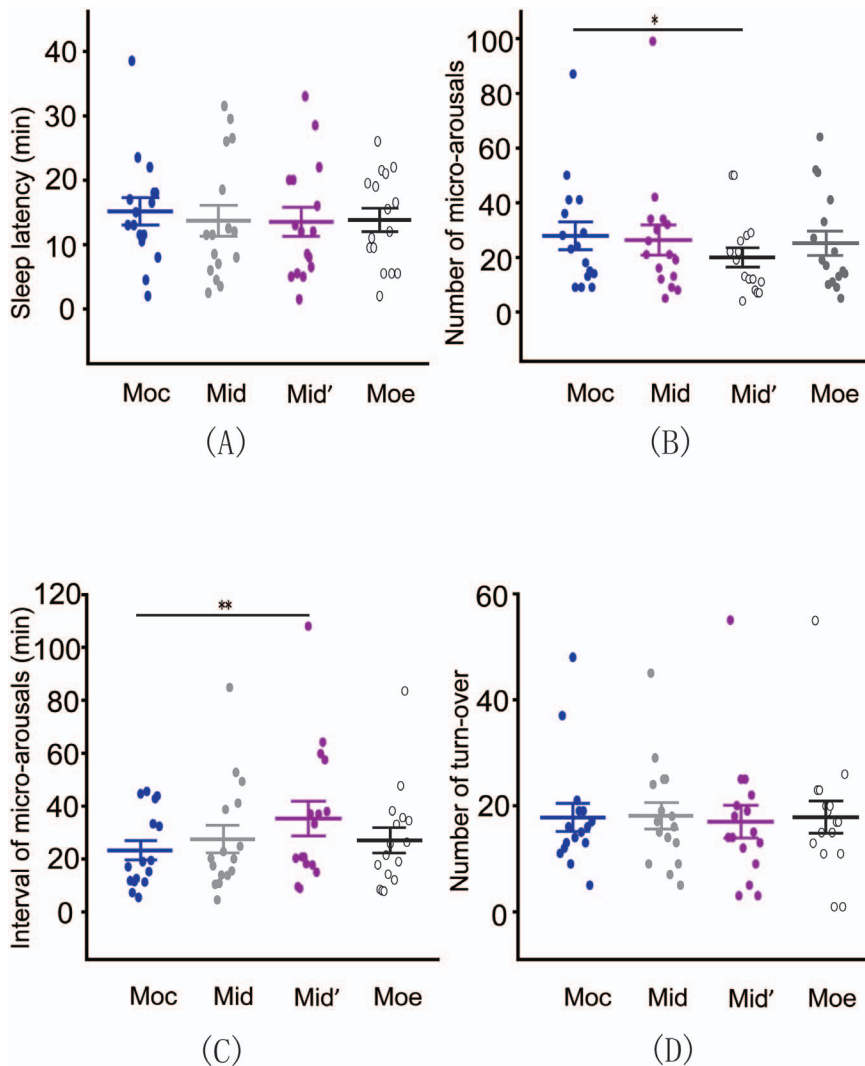 Sleep latency (min)
40
30
20
10
0
Moc Mid Mid′ Moe
(A)
*
Number of micro-arousals
100
80
60
40
20
0
Moc Mid Mid′ Moe
(B)
**
Interval of micro-arousals (min)
120
100
80
60
40
20
0
Moc Mid Mid′ Moe
(C)
Number of turn-over
60
40
20
0
Moc Mid Mid′ Moe
(D)